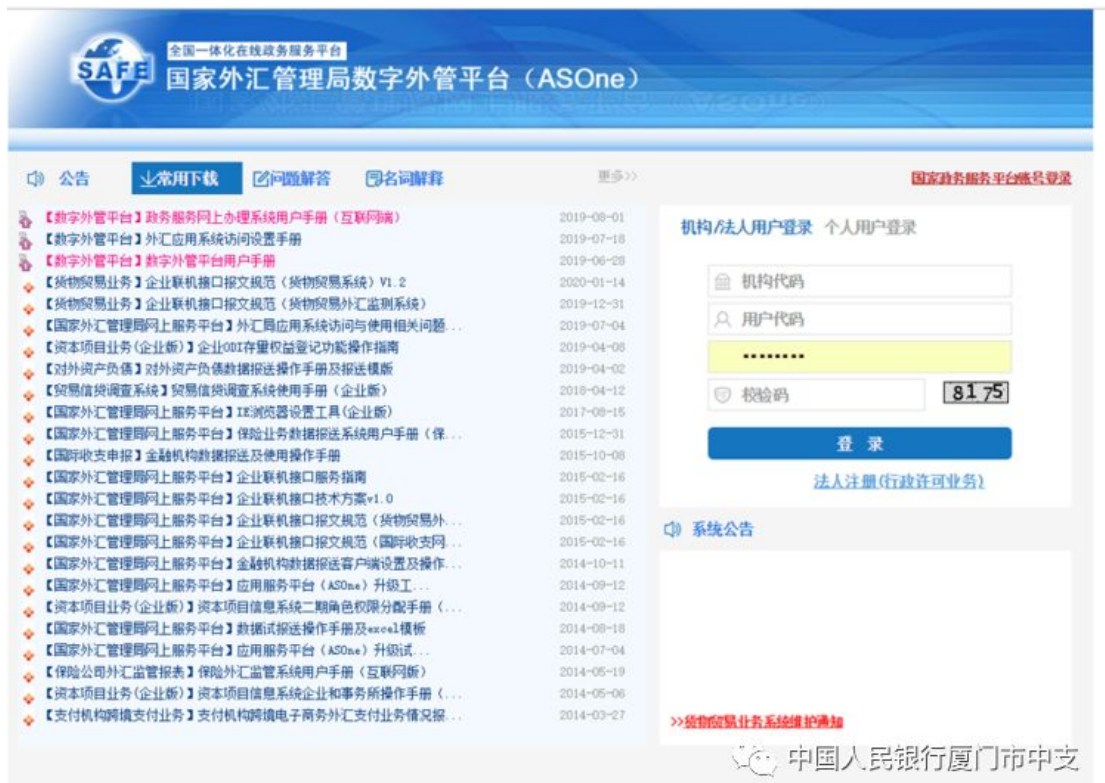 SAFE
全国一体化在线政务服务平台
国家外汇管理局数字外管平台（ASOne）
公告 常用下载 问题解答 名词解释 更多>>
国家政务服务平台账号登录
【数字外管平台】政务服务网上办理系统用户手册（互联网端） 2019-08-01
【数字外管平台】外汇应用系统访问设置手册 2019-07-18
【数字外管平台】数字外管平台用户手册 2019-06-28
【货物贸易业务】企业联机接口报文规范（货物贸易系统）V1.2 2020-01-14
【货物贸易业务】企业联机接口报文规范（货物贸易外汇监测系统） 2019-12-31
【国家外汇管理局网上服务平台】外汇局应用系统访问与使用相关问题... 2019-07-04
【资本项目业务(企业版)】企业ODI存量权益登记功能操作指南 2019-04-08
【对外资产负债】对外资产负债数据报送操作手册及报送模版 2019-04-02
【贸易信贷调查系统】贸易信贷调查系统使用手册（企业版） 2018-04-12
【国家外汇管理局网上服务平台】IE浏览器设置工具(企业版) 2017-08-15
【国家外汇管理局网上服务平台】保险业务数据报送系统用户手册（保... 2015-12-31
【国际收支申报】金融机构数据报送及使用操作手册 2015-10-08
【国家外汇管理局网上服务平台】企业联机接口服务指南 2015-02-16
【国家外汇管理局网上服务平台】企业联机接口技术方案v1.0 2015-02-16
【国家外汇管理局网上服务平台】企业联机接口报文规范（货物贸易外... 2015-02-16
【国家外汇管理局网上服务平台】企业联机接口报文规范（国际收支网... 2015-02-16
【国家外汇管理局网上服务平台】金融机构数据报送客户端设置及操作... 2014-10-11
【国家外汇管理局网上服务平台】应用服务平台（ASOne）升级工... 2014-09-12
【资本项目业务(企业版)】资本项目信息系统二期角色权限分配手册（... 2014-09-12
【国家外汇管理局网上服务平台】数据试报送操作手册及excel模板 2014-08-18
【国家外汇管理局网上服务平台】应用服务平台（ASOne）升级试... 2014-07-04
【保险公司外汇监管报表】保险外汇监管系统用户手册（互联网版） 2014-05-19
【资本项目业务(企业版)】资本项目信息系统企业和事务所操作手册（... 2014-05-06
【支付机构跨境支付业务】支付机构跨境电子商务外汇支付业务情况报... 2014-03-27
机构/法人用户登录 个人用户登录
机构代码
用户代码
••••••••
校验码 8175
登 录
法人注册(行政许可业务)
系统公告
>>货物贸易业务系统维护通知
中国人民银行厦门市中支